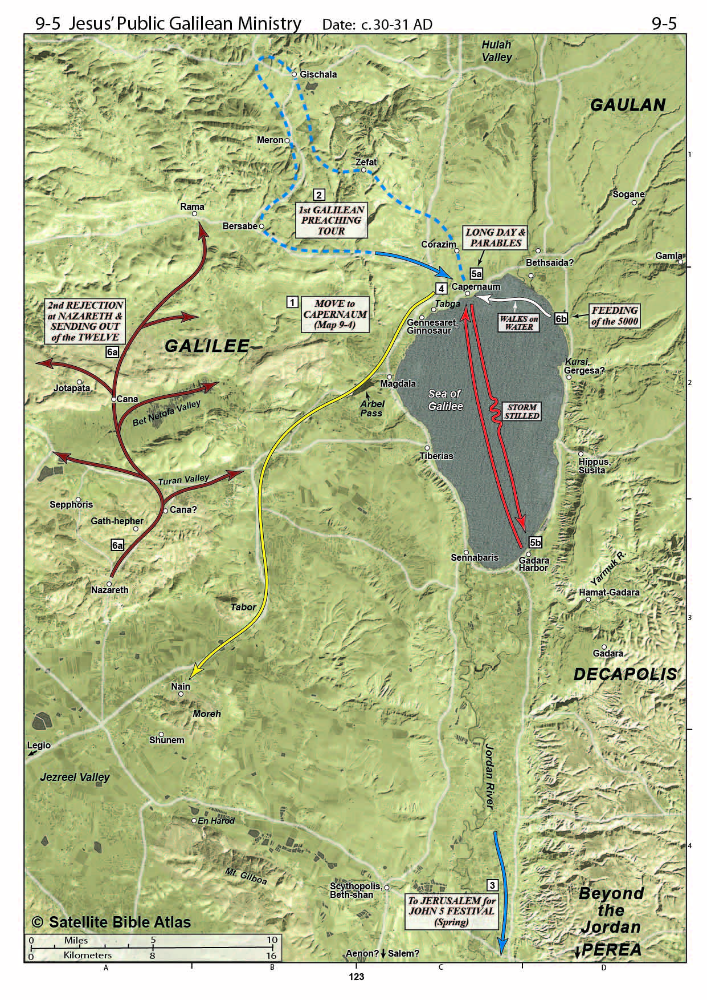 9-5 Jesus' Public Galilean Ministry Date: c. 30-31 AD 9-5
Hulah
Valley
Gischala
GAULAN
Meron
Zefat
1
Sogane
2
1st GALILEAN
PREACHING
TOUR
Rama
Bersabe
LONG DAY &
PARABLES
Corazim
Gamla
Bethsaida?
5a
4
Capernaum
1
MOVE to
CAPERNAUM
(Map 9-4)
2nd REJECTION
at NAZARETH &
SENDING OUT
of the TWELVE
Tabga
Gennesaret,
Ginnosaur
WALKS on
WATER
6b
FEEDING
of the 5000
6a
GALILEE
Kursi,
Gergesa?
2
Jotapata
Magdala
Cana
Sea of
Galilee
Arbel
Pass
Bet Netofa Valley
STORM
STILLED
Tiberias
Hippus,
Susita
Turan Valley
Sepphoris
Cana?
Gath-hepher
6a
5b
Sennabaris
Gadara
Harbor
Yarmuk R.
Nazareth
Hamat-Gadara
Tabor
3
Gadara
DECAPOLIS
Nain
Moreh
Shunem
Legio
Jezreel Valley
Jordan River
En Harod
4
Mt. Gilboa
Scythopolis,
Beth-shan
3
To JERUSALEM for
JOHN 5 FESTIVAL
(Spring)
Beyond
the
Jordan
PEREA
© Satellite Bible Atlas
0 Miles 5 10
0 Kilometers 8 16
Aenon? Salem?
A B C D
123